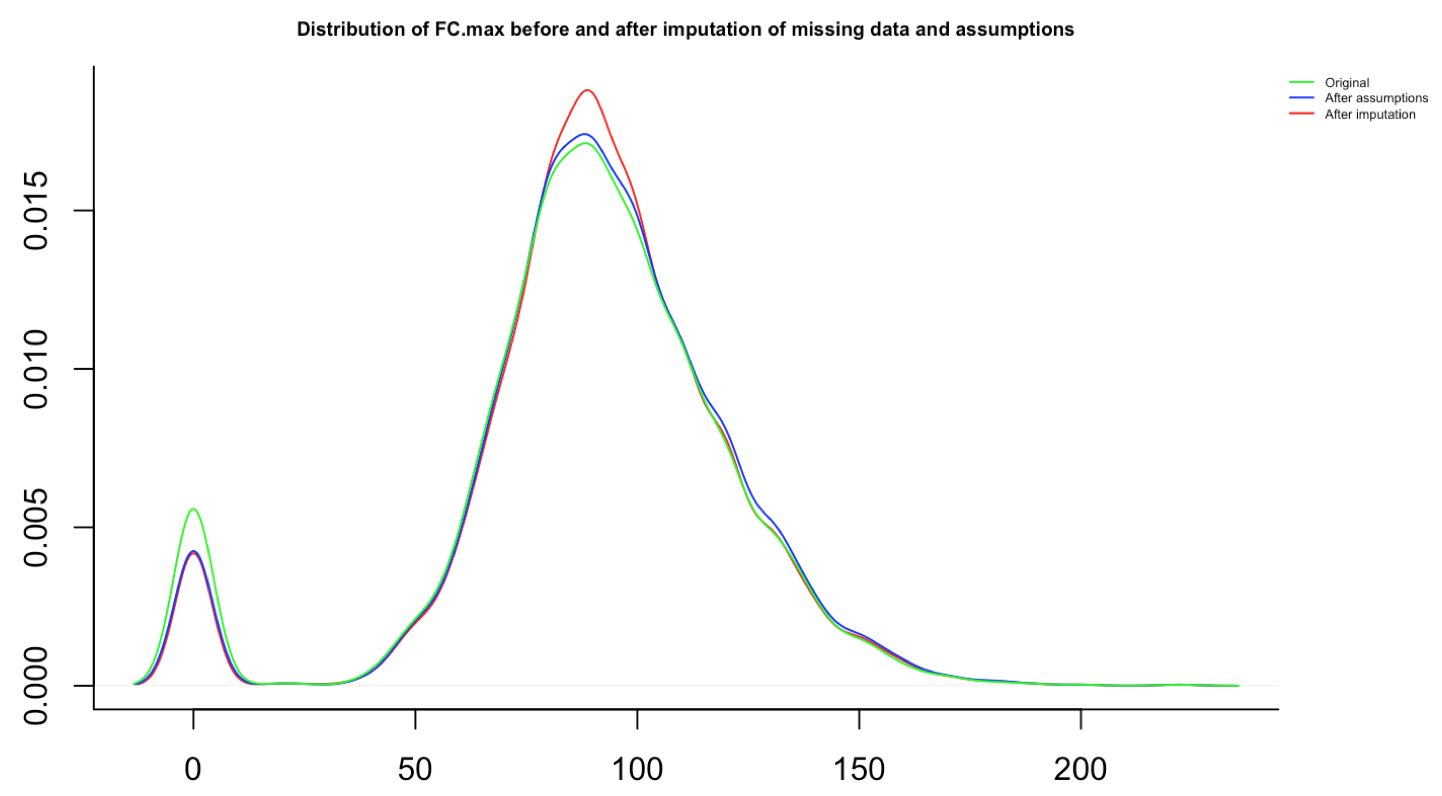 Distribution of FC.max before and after imputation of missing data and assumptions
Original
After assumptions
After imputation
0.015
0.010
0.005
0.000
0 50 100 150 200